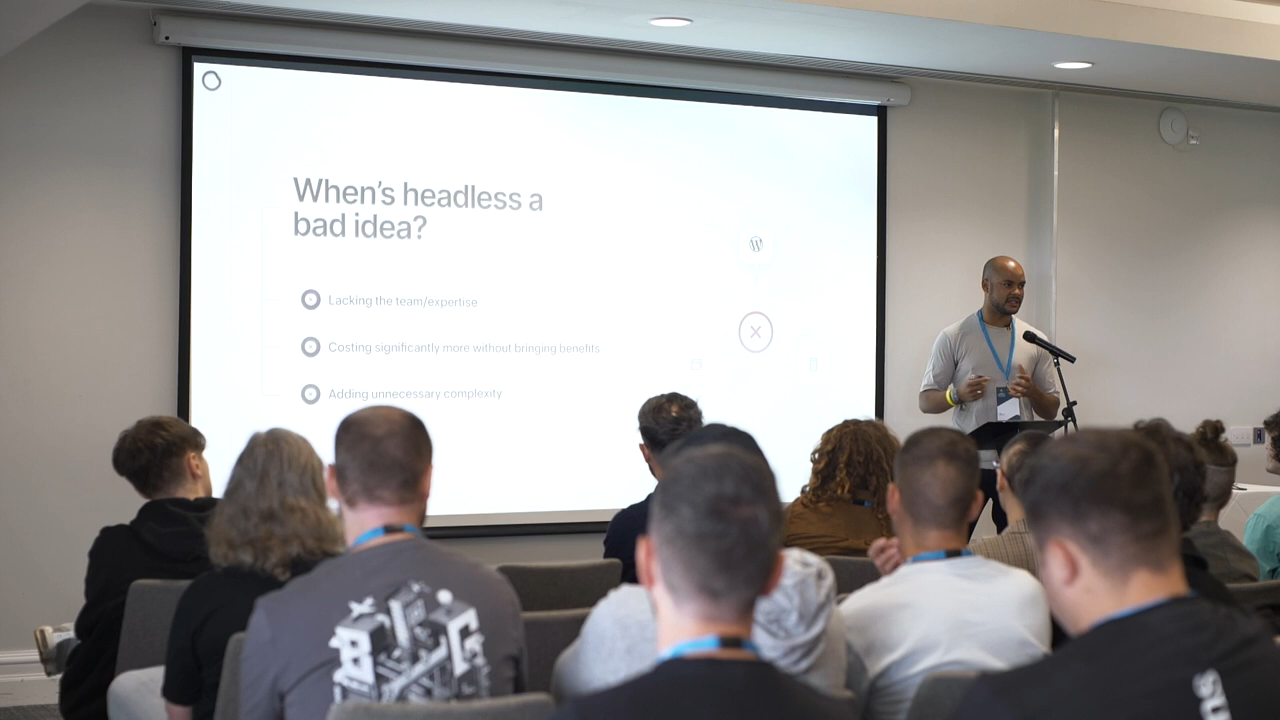 When's headless a
bad idea?
Lacking the team/expertise
Costing significantly more without bringing benefits
Adding unnecessary complexity